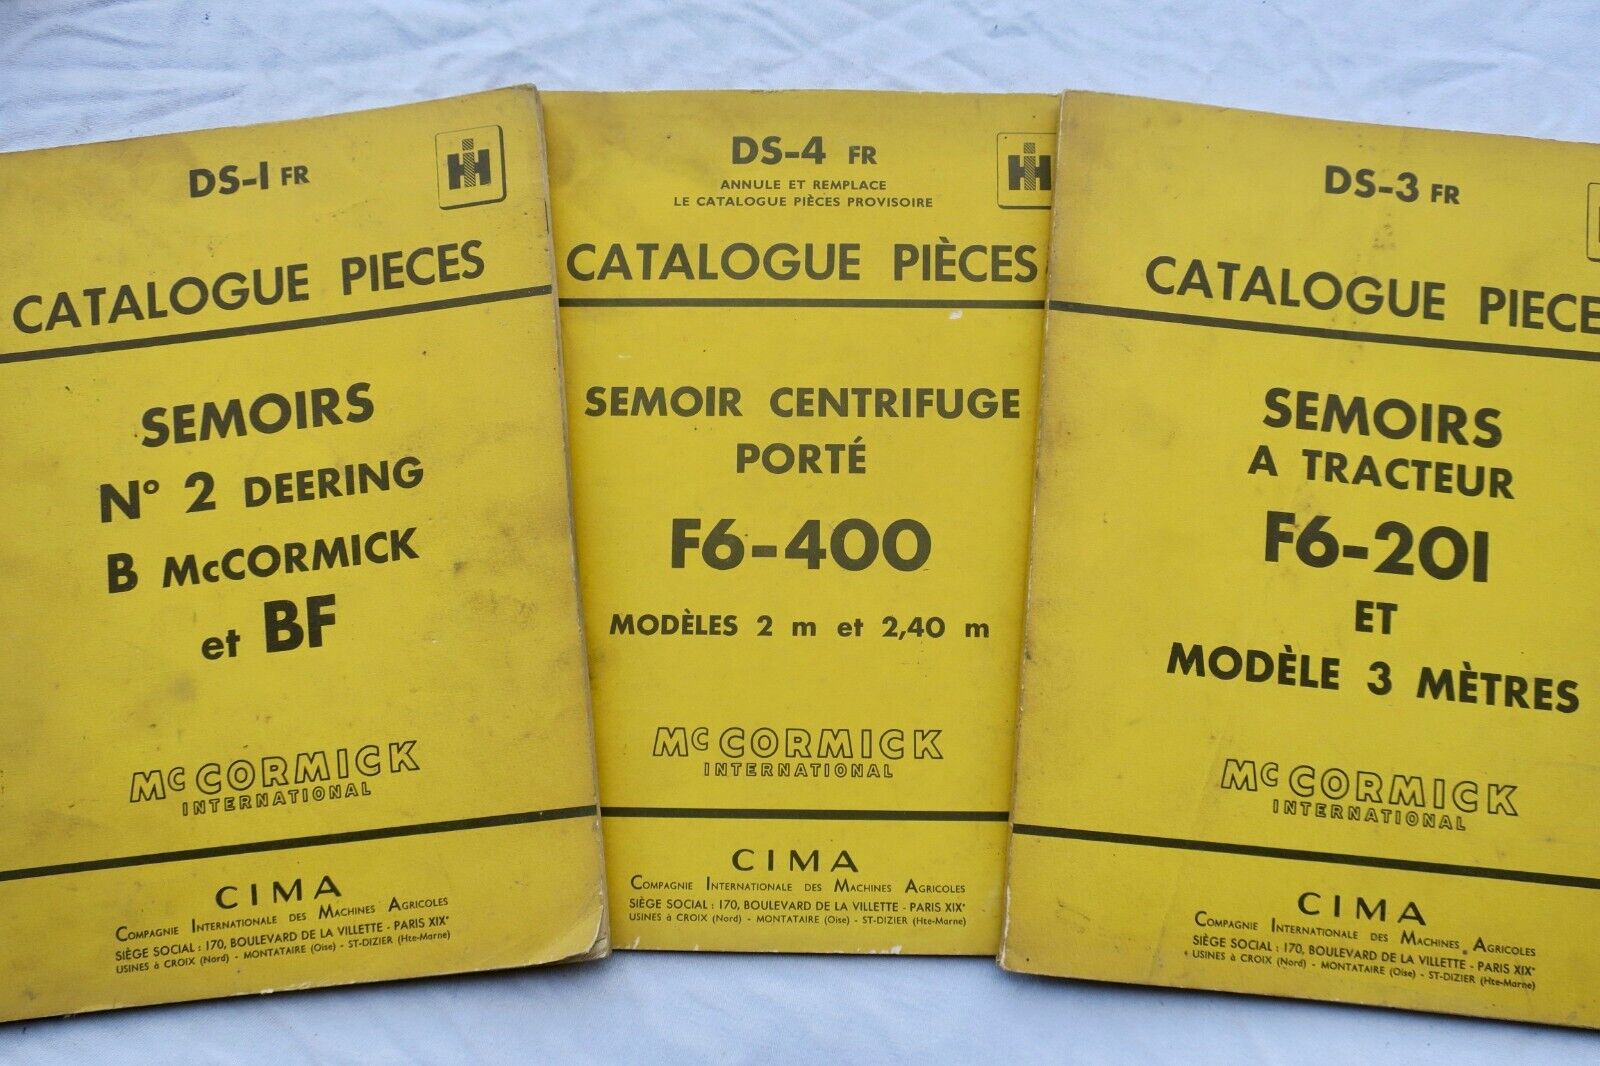 DS-1 FR
IH
CATALOGUE PIECES
SEMOIRS
N° 2 DEERING
B McCORMICK
et BF
McCORMICK
INTERNATIONAL
CIMA
COMPAGNIE INTERNATIONALE DES MACHINES AGRICOLES
SIÈGE SOCIAL : 170, BOULEVARD DE LA VILLETTE - PARIS XIXe
USINES à CROIX (Nord) - MONTATAIRE (Oise) - ST-DIZIER (Hte-Marne)
DS-4 FR
IH
ANNULE ET REMPLACE
LE CATALOGUE PIÈCES PROVISOIRE
CATALOGUE PIÈCES
SEMOIR CENTRIFUGE
PORTÉ
F6-400
MODÈLES 2 m et 2,40 m
McCORMICK
INTERNATIONAL
CIMA
COMPAGNIE INTERNATIONALE DES MACHINES AGRICOLES
SIÈGE SOCIAL : 170, BOULEVARD DE LA VILLETTE - PARIS XIXe
USINES à CROIX (Nord) - MONTATAIRE (Oise) - ST-DIZIER (Hte-Marne)
DS-3 FR
CATALOGUE PIECE
SEMOIRS
A TRACTEUR
F6-201
ET
MODÈLE 3 MÈTRES
McCORMICK
INTERNATIONAL
CIMA
COMPAGNIE INTERNATIONALE DES MACHINES AGRICOLES
SIÈGE SOCIAL : 170, BOULEVARD DE LA VILLETTE - PARIS XIXe
USINES à CROIX (Nord) - MONTATAIRE (Oise) - ST-DIZIER (Hte-Marne)